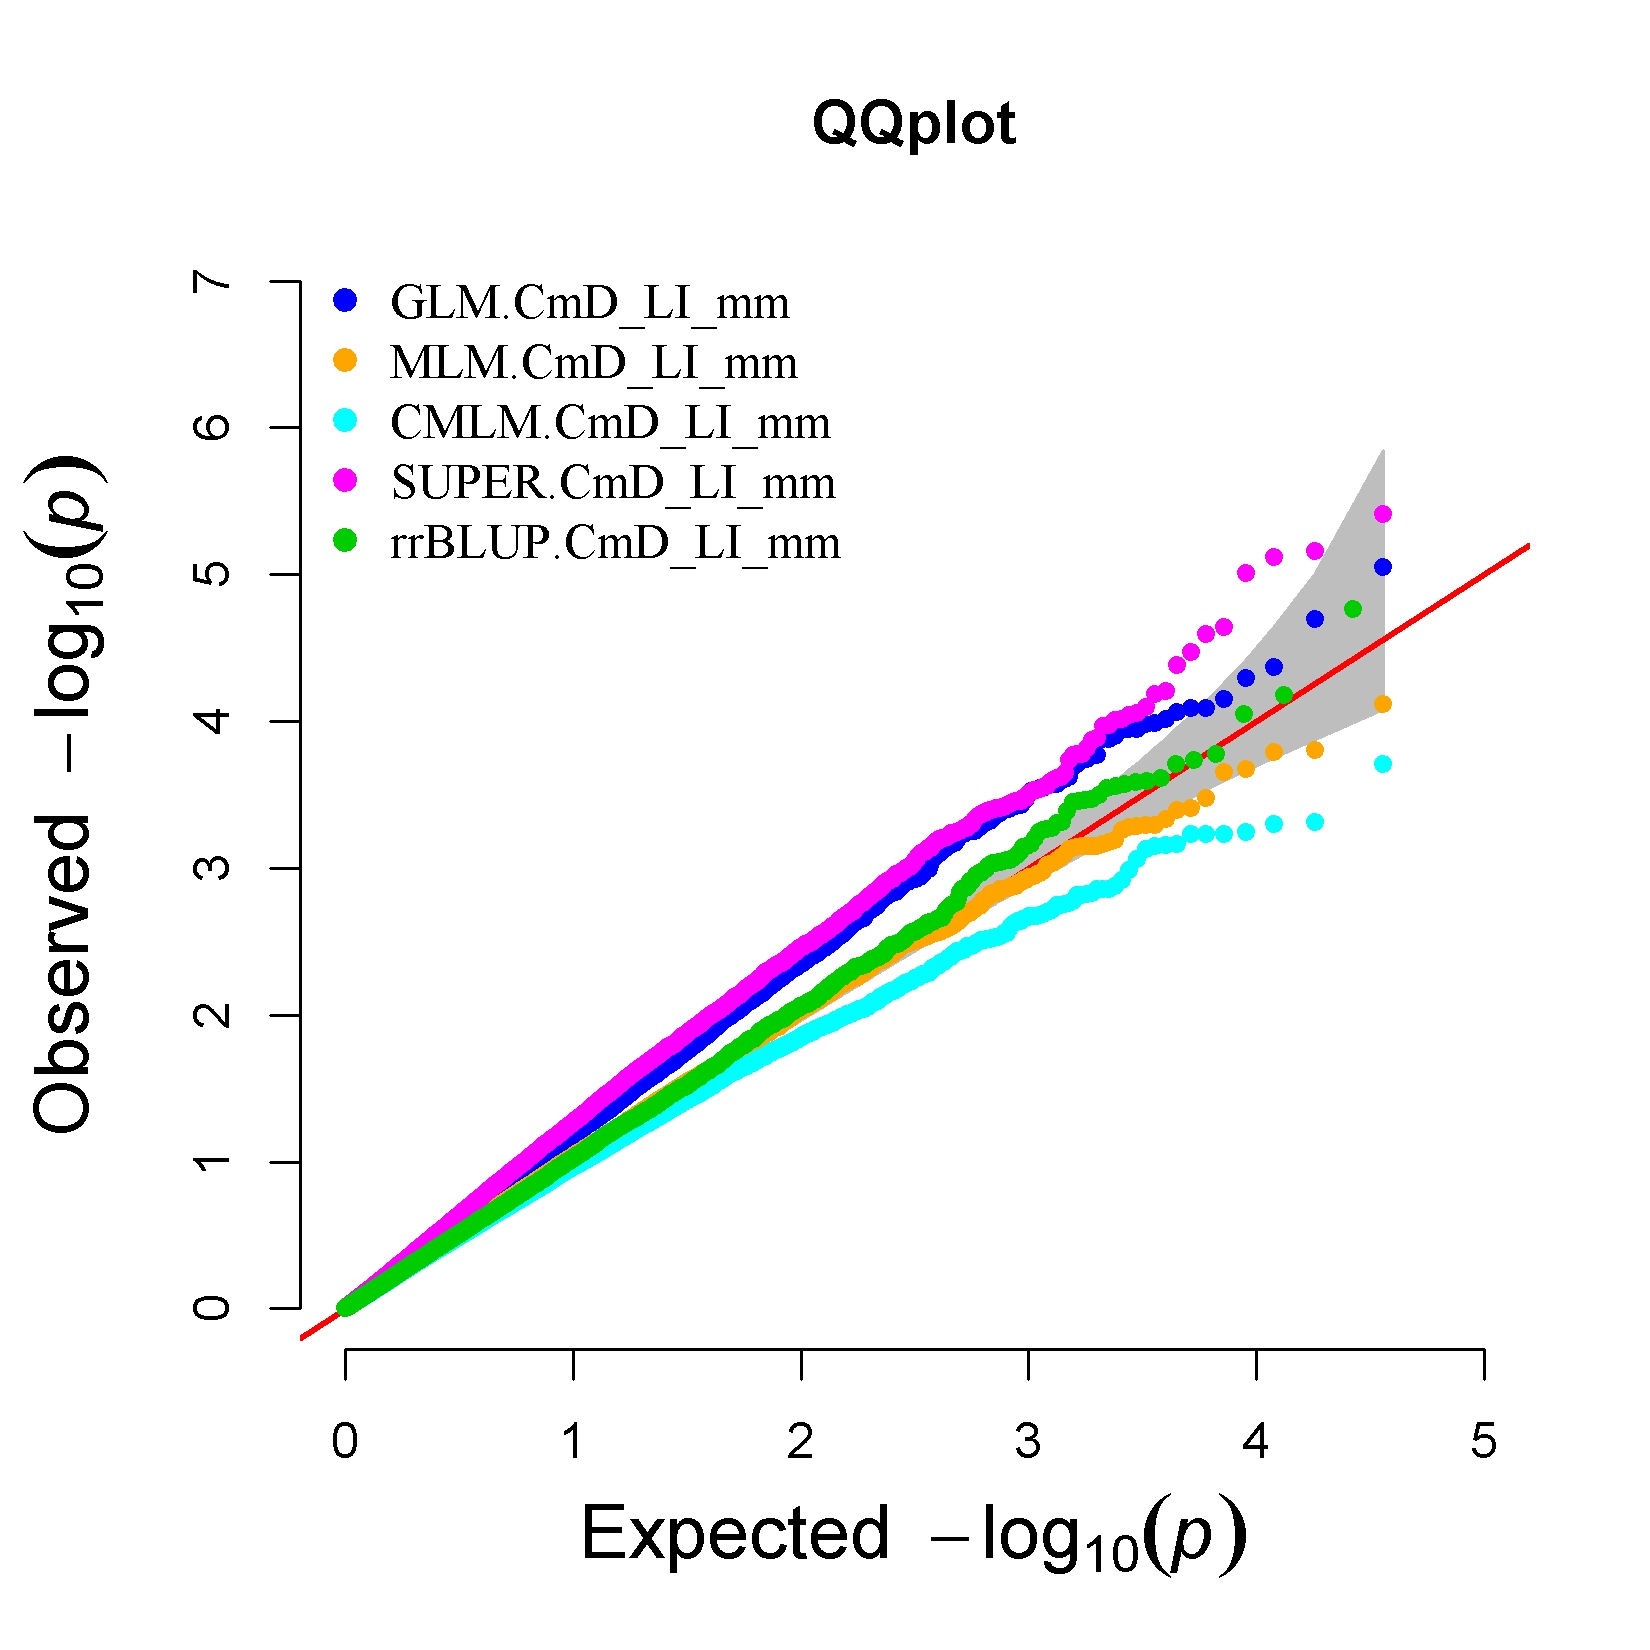 QQplot
GLM.CmD_LI_mm
MLM.CmD_LI_mm
CMLM.CmD_LI_mm
SUPER.CmD_LI_mm
rrBLUP.CmD_LI_mm
7
6
5
4
3
2
1
0
Observed −log10(p)
0 1 2 3 4 5
Expected −log10(p)